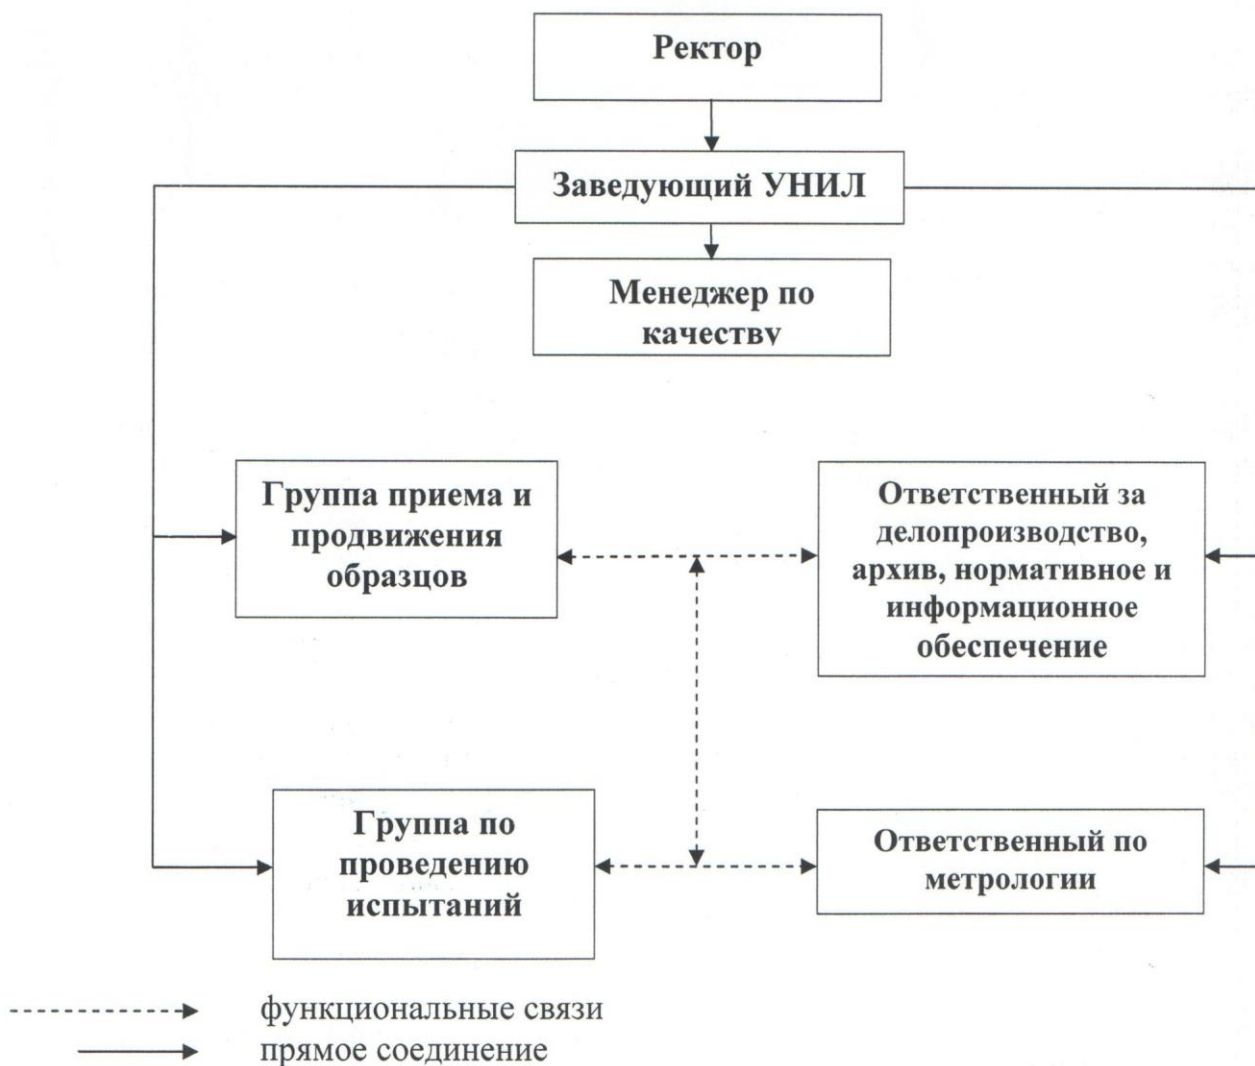 Ректор
Заведующий УНИЛ
Менеджер по
качеству
Группа приема и
продвижения
образцов
Ответственный за
делопроизводство,
архив, нормативное и
информационное
обеспечение
Группа по
проведению
испытаний
Ответственный по
метрологии
функциональные связи
прямое соединение